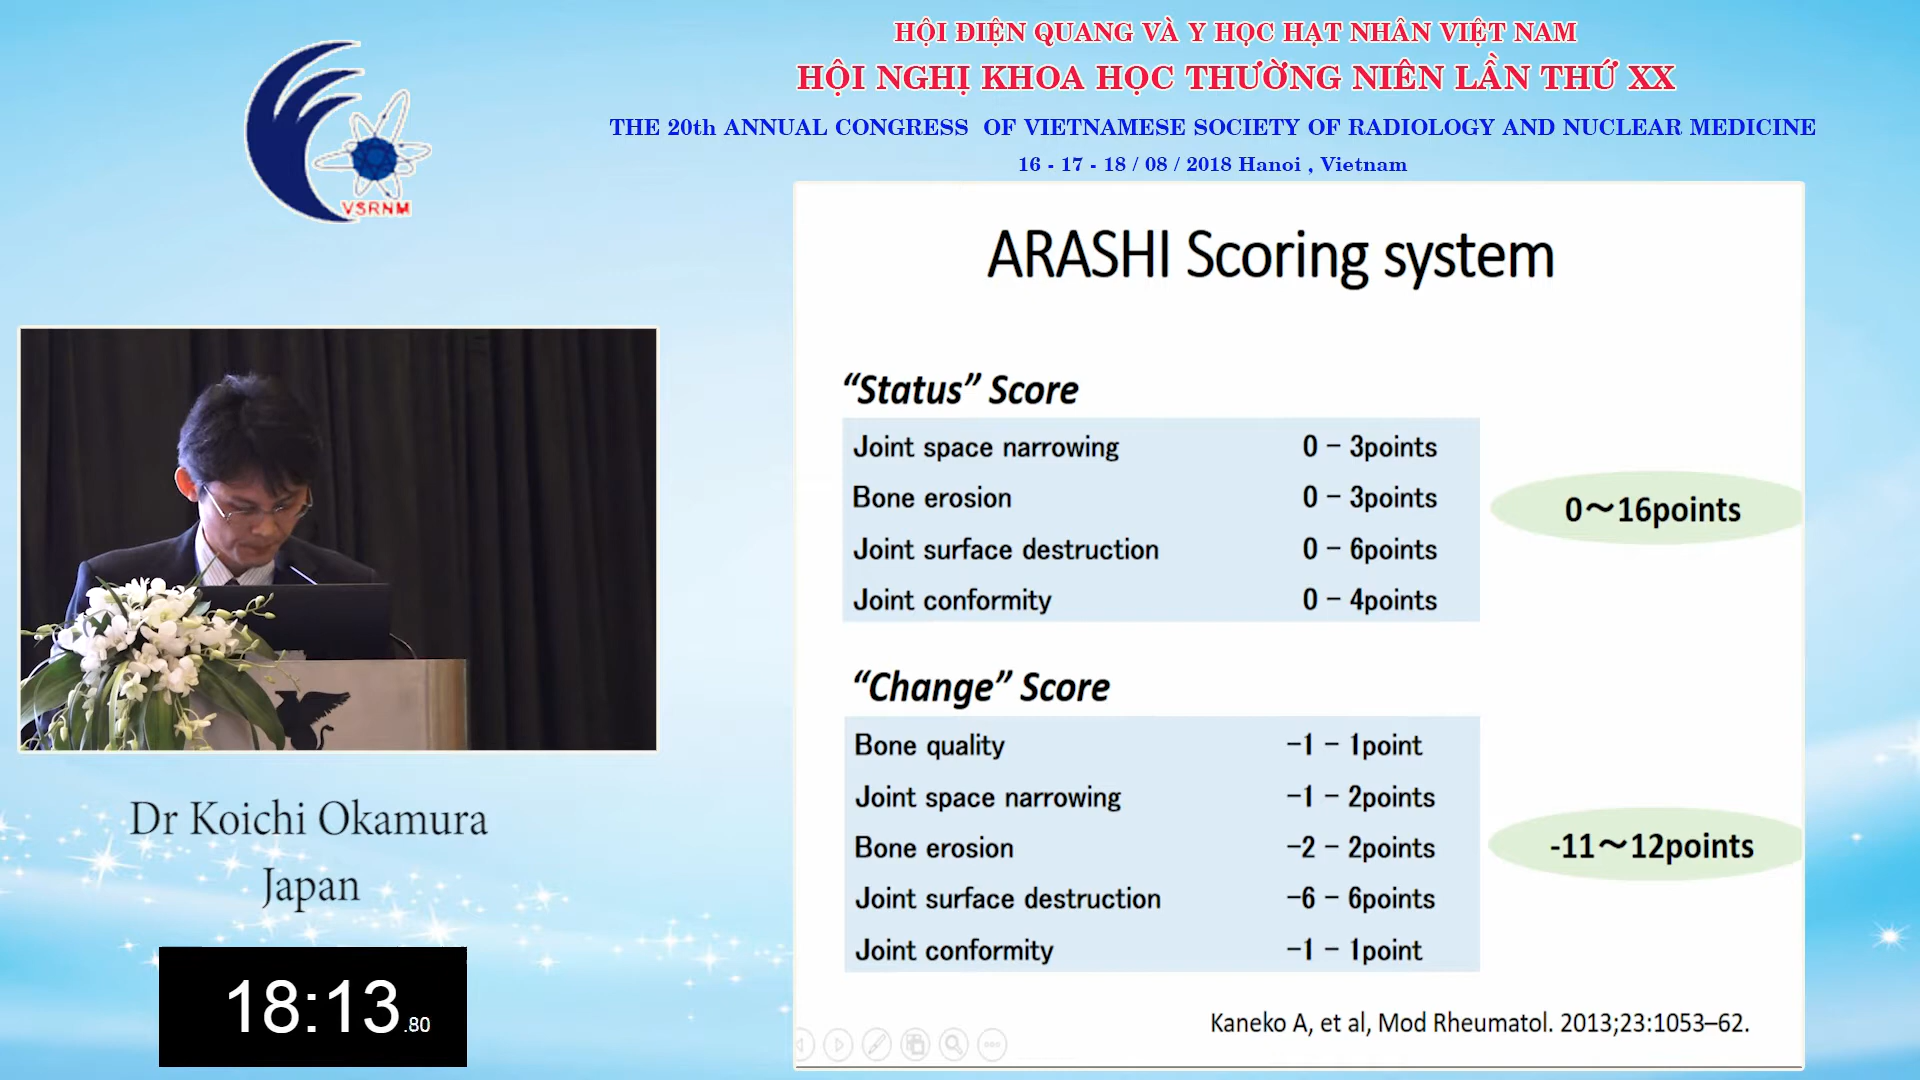 HỘI ĐIỆN QUANG VÀ Y HỌC HẠT NHÂN VIỆT NAM
HỘI NGHỊ KHOA HỌC THƯỜNG NIÊN LẦN THỨ XX
THE 20th ANNUAL CONGRESS OF VIETNAMESE SOCIETY OF RADIOLOGY AND NUCLEAR MEDICINE
16 - 17 - 18 / 08 / 2018 Hanoi , Vietnam
VSRNM
ARASHI Scoring system
“Status” Score
Joint space narrowing 0 – 3points
Bone erosion 0 – 3points
Joint surface destruction 0 – 6points
Joint conformity 0 – 4points
0～16points
“Change” Score
Bone quality −1 – 1point
Joint space narrowing −1 – 2points
Bone erosion −2 – 2points
Joint surface destruction −6 – 6points
Joint conformity −1 – 1point
-11～12points
Kaneko A, et al, Mod Rheumatol. 2013;23:1053–62.
Dr Koichi Okamura
Japan
18:13.80